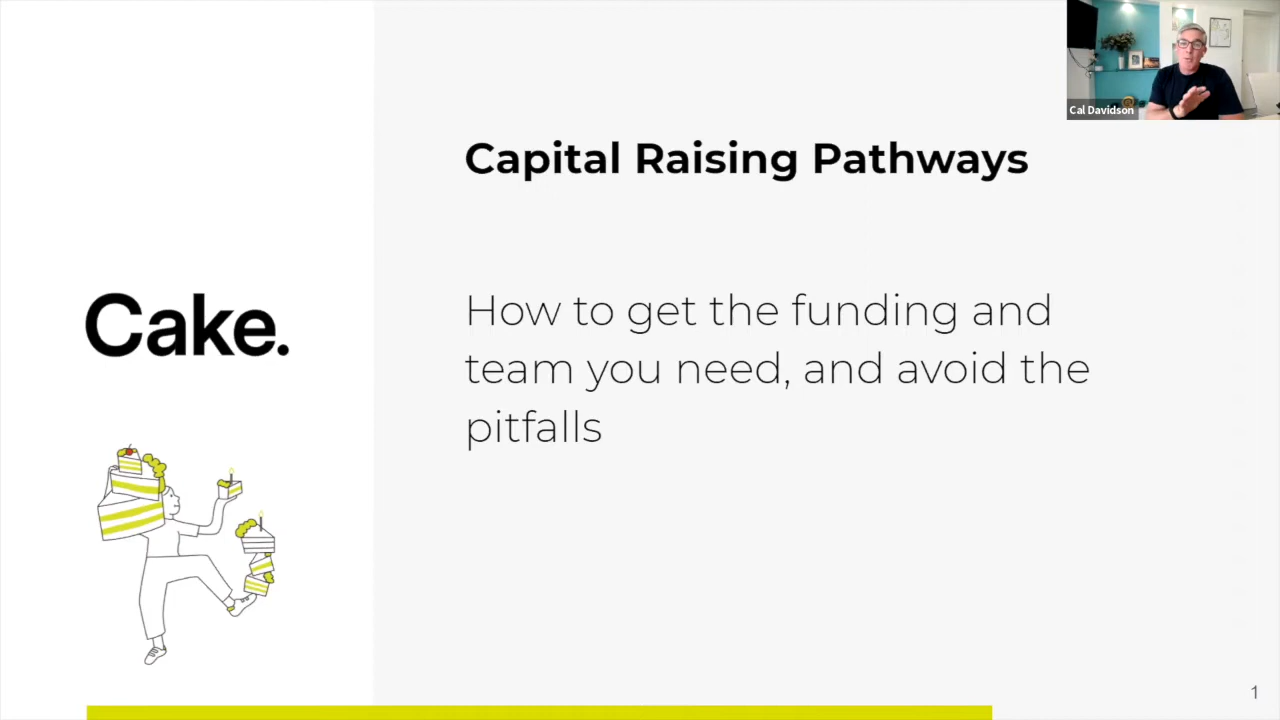 Cal Davidson
Capital Raising Pathways
Cake.
How to get the funding and
team you need, and avoid the
pitfalls
1